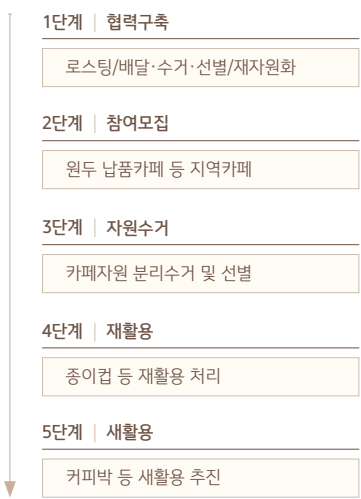 1단계 | 협력구축
로스팅/배달·수거·선별/재자원화
2단계 | 참여모집
원두 납품카페 등 지역카페
3단계 | 자원수거
카페자원 분리수거 및 선별
4단계 | 재활용
종이컵 등 재활용 처리
5단계 | 새활용
커피박 등 새활용 추진